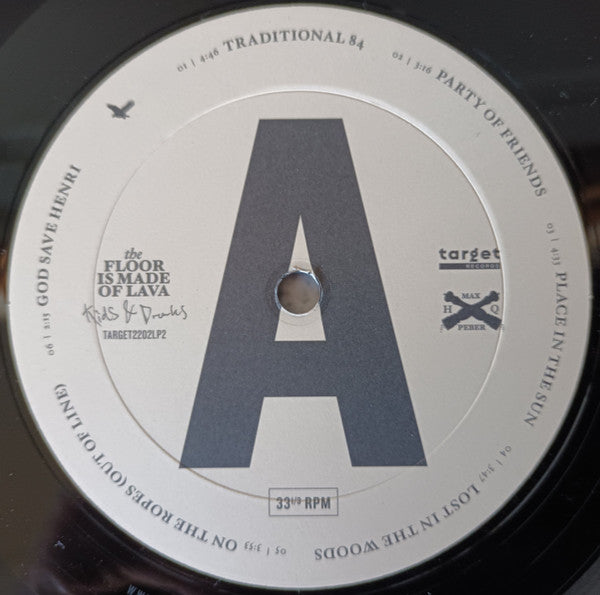 01 | 4:46 TRADITIONAL 84
02 | 3:16 PARTY OF FRIENDS
03 | 4:33 PLACE IN THE SUN
04 | 3:47 LOST IN THE WOODS
05 | 3:53 ON THE ROPES (OUT OF LINE)
06 | 2:15 GOD SAVE HENRI
the
FLOOR
IS MADE
OF LAVA
Kids & Drunks
TARGET2202LP2
A
target
RECORDS
MAX
H Q
PEBER
33 1/3 RPM